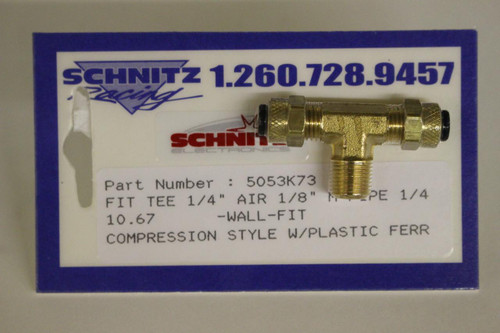 SCHNITZ 1.260.728.9457
Racing
SCHNITZ
ELECTRONICS
Part Number : 5053K73
FIT TEE 1/4" AIR 1/8" PIPE 1/4
10.67 -WALL-FIT
COMPRESSION STYLE W/PLASTIC FERR